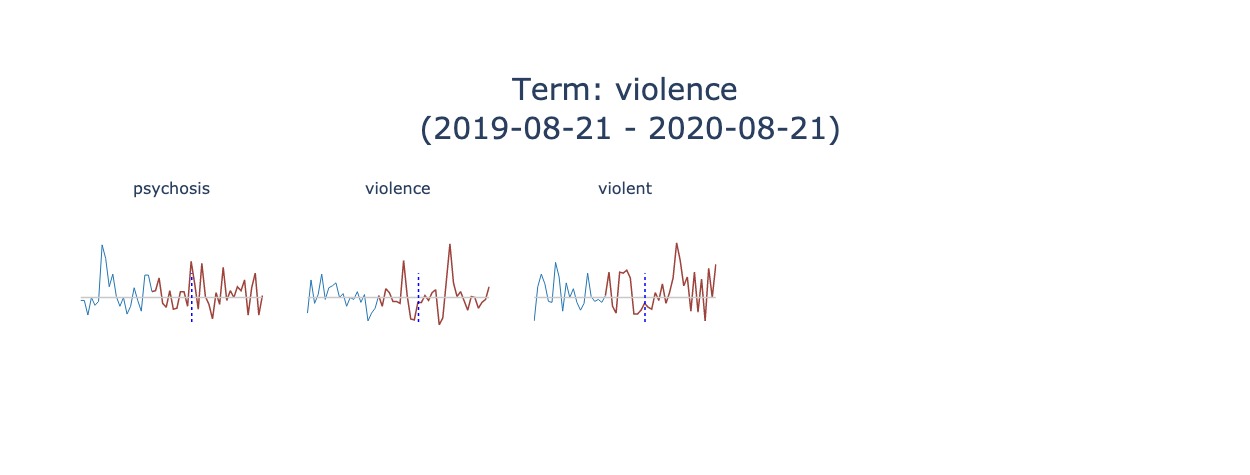 Term: violence
(2019-08-21 - 2020-08-21)
psychosis
violence
violent